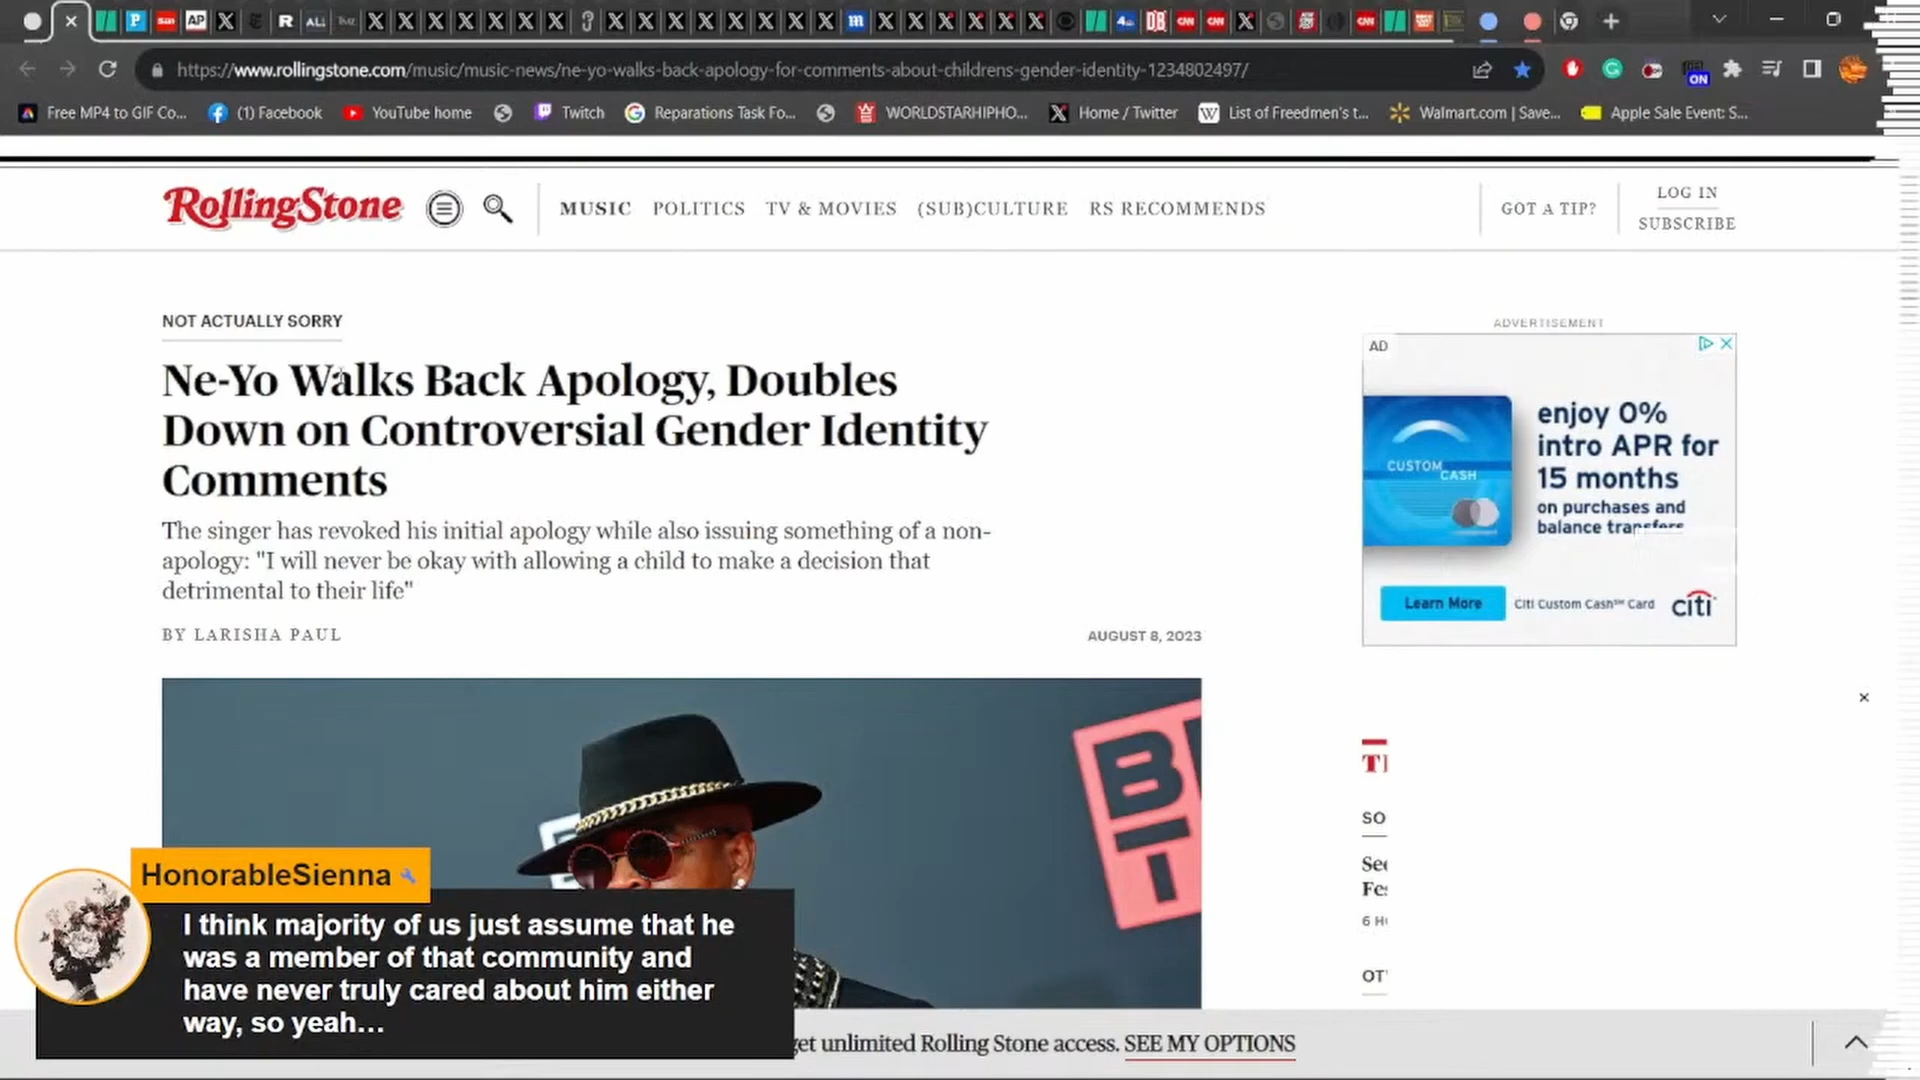 https://www.rollingstone.com/music/music-news/ne-yo-walks-back-apology-for-comments-about-childrens-gender-identity-1234802497/
ON
Free MP4 to GIF Co... (1) Facebook YouTube home Twitch Reparations Task Fo... WORLDSTARHIPHO... Home / Twitter List of Freedmen's t... Walmart.com | Save... Apple Sale Event: S...
RollingStone MUSIC POLITICS TV & MOVIES (SUB)CULTURE RS RECOMMENDS GOT A TIP? LOG IN
SUBSCRIBE
NOT ACTUALLY SORRY
Ne-Yo Walks Back Apology, Doubles
Down on Controversial Gender Identity
Comments
The singer has revoked his initial apology while also issuing something of a non-
apology: "I will never be okay with allowing a child to make a decision that
detrimental to their life"
BY LARISHA PAUL AUGUST 8, 2023
ADVERTISEMENT
AD
enjoy 0%
intro APR for
15 months
on purchases and
balance transfers
CUSTOM
CASH
Learn More Citi Custom Cash℠ Card citi
B
T
SO
See
Fes
6 H
OT
HonorableSienna
I think majority of us just assume that he
was a member of that community and
have never truly cared about him either
way, so yeah...
get unlimited Rolling Stone access. SEE MY OPTIONS